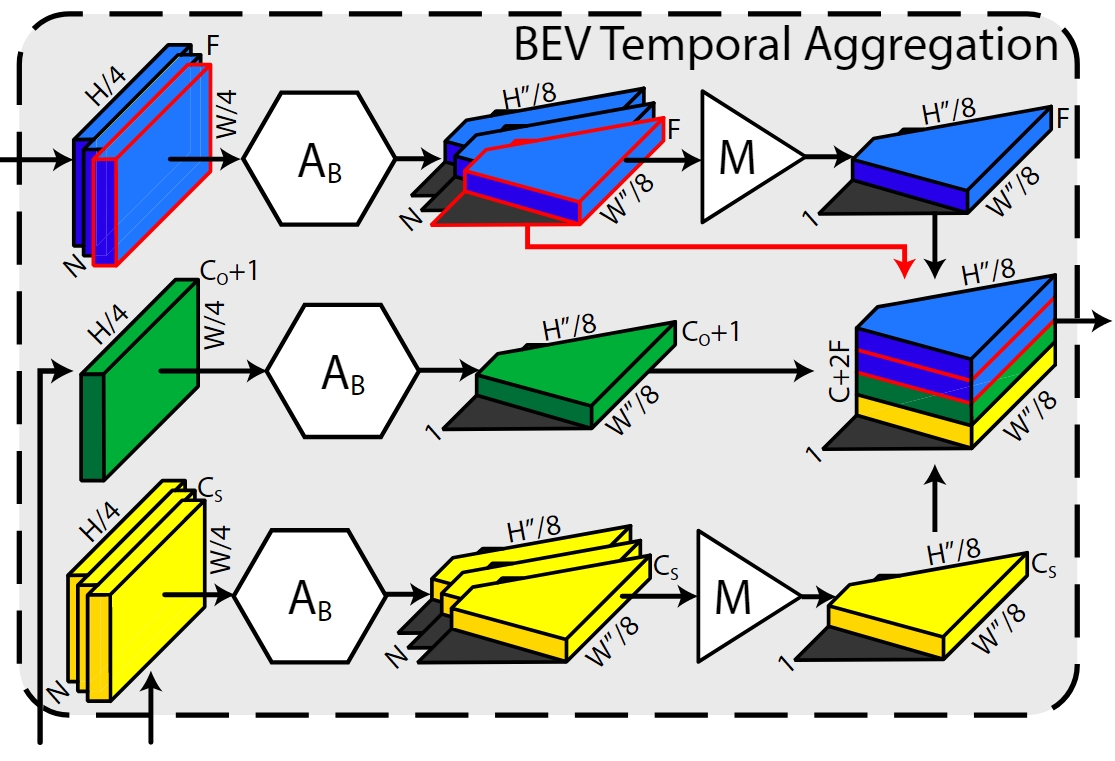 BEV Temporal Aggregation
H/4
F
W/4
N
A_B
H″/8
F
W″/8
N
M
H″/8
F
W″/8
1
H/4
C_O+1
W/4
A_B
H″/8
C_O+1
W″/8
1
H″/8
C+2F
W″/8
1
H/4
C_S
W/4
N
A_B
H″/8
C_S
W″/8
N
M
H″/8
C_S
W″/8
1